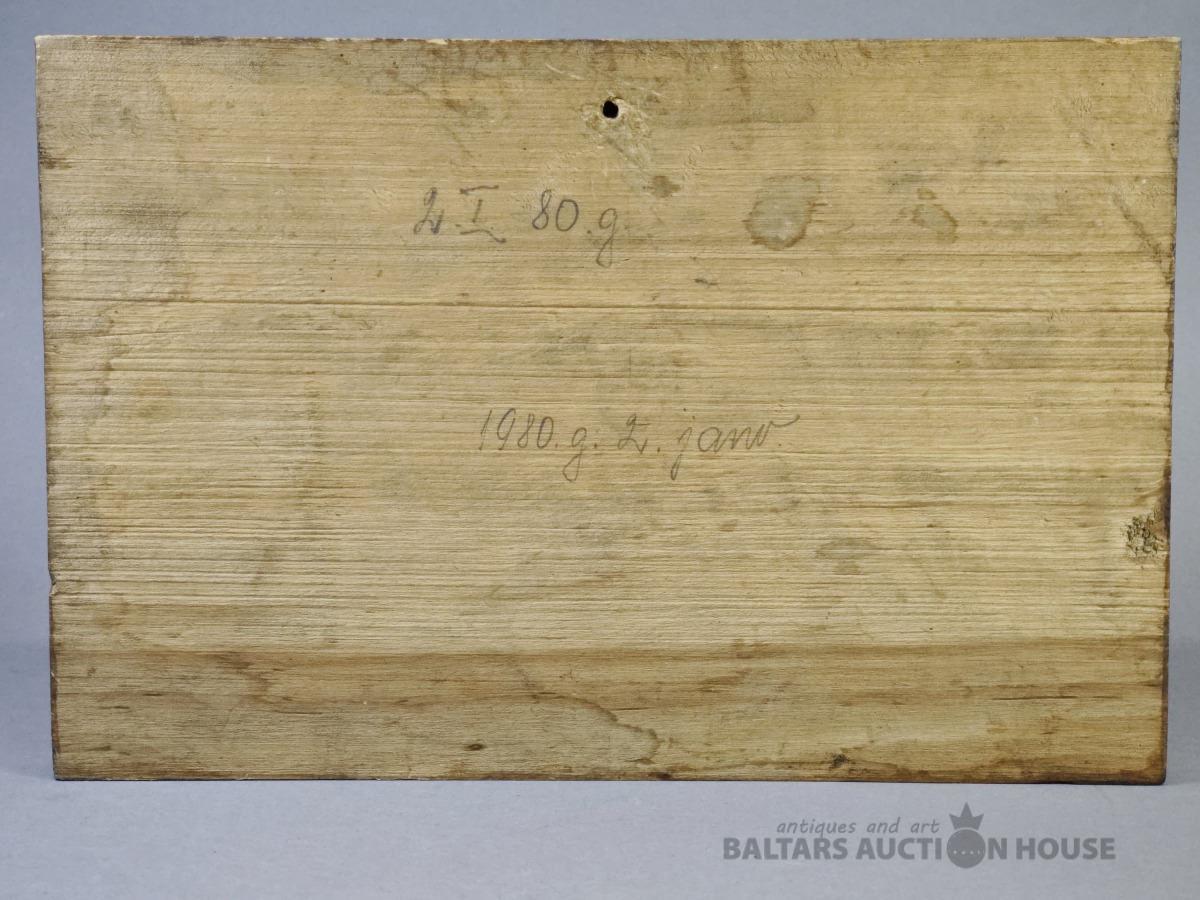 2. I 80. g.
1980. g. 2. janv.
antiques and art
BALTARS AUCTION HOUSE